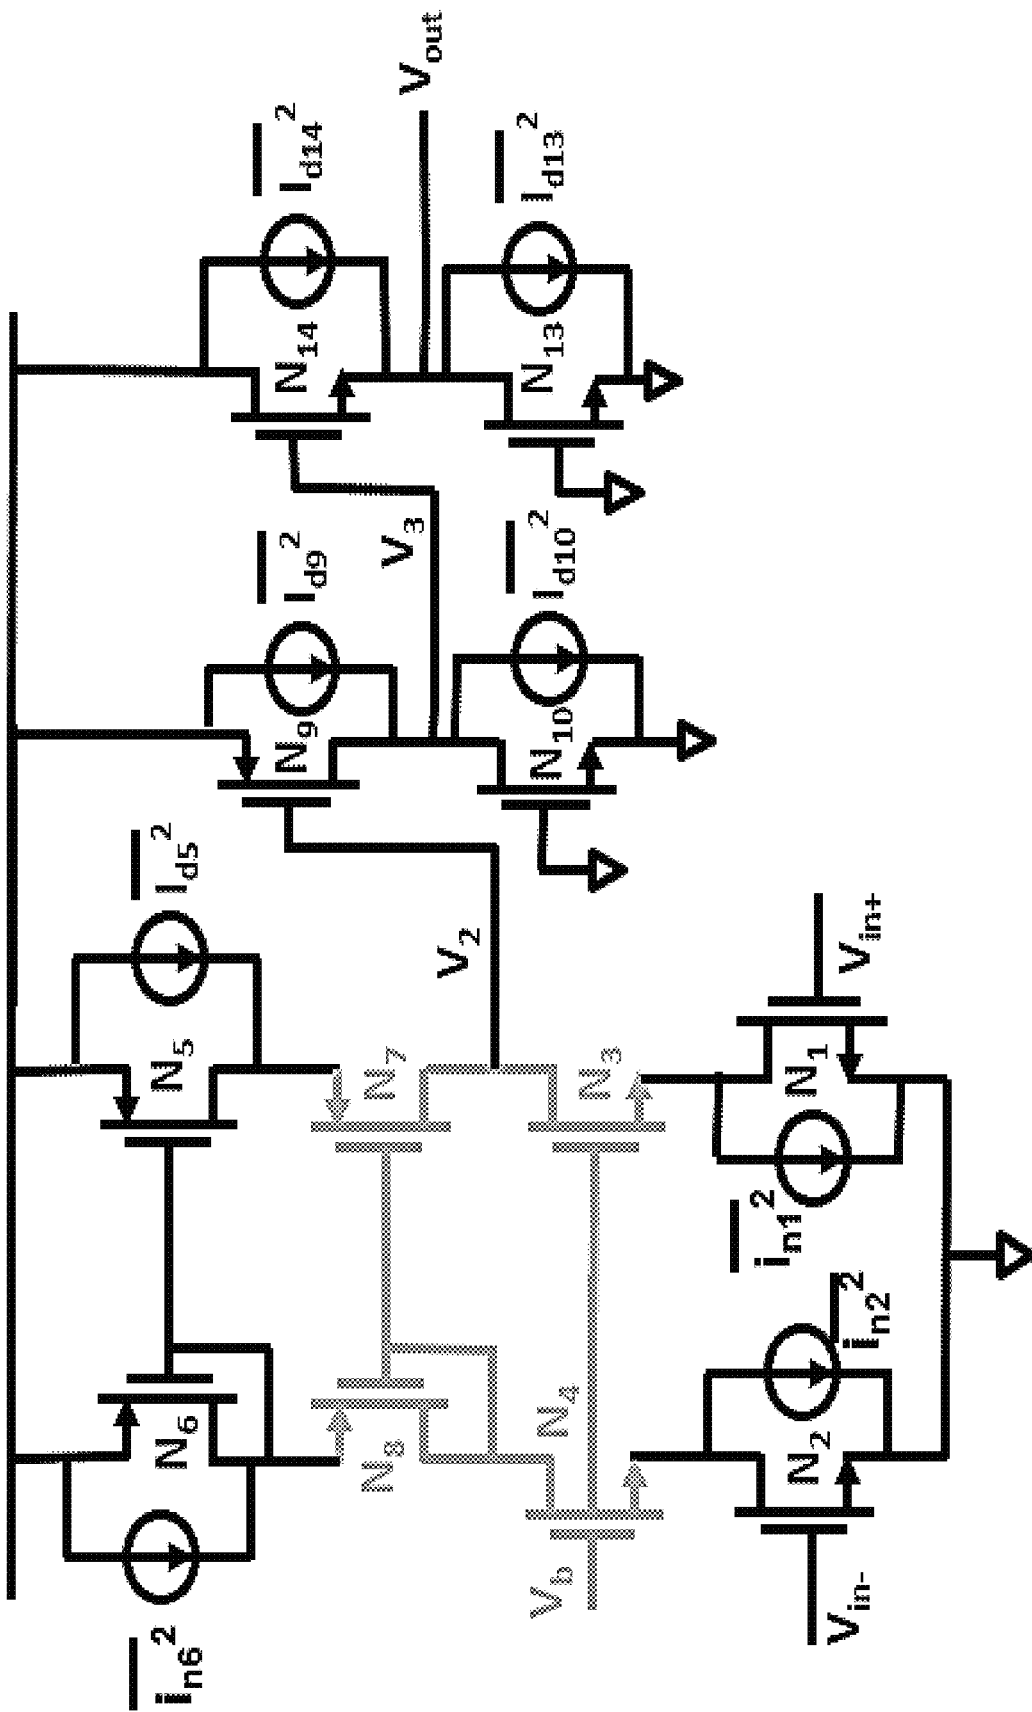 V_out
I_d14^2
I_d13^2
N_14
N_13
V_3
I_d9^2
I_d10^2
N_9
N_10
I_d5^2
V_2
N_5
N_7
N_3
N_1
V_in+
i_n1^2
i_n2^2
N_6
N_8
N_4
N_2
V_b
V_in-
i_n6^2